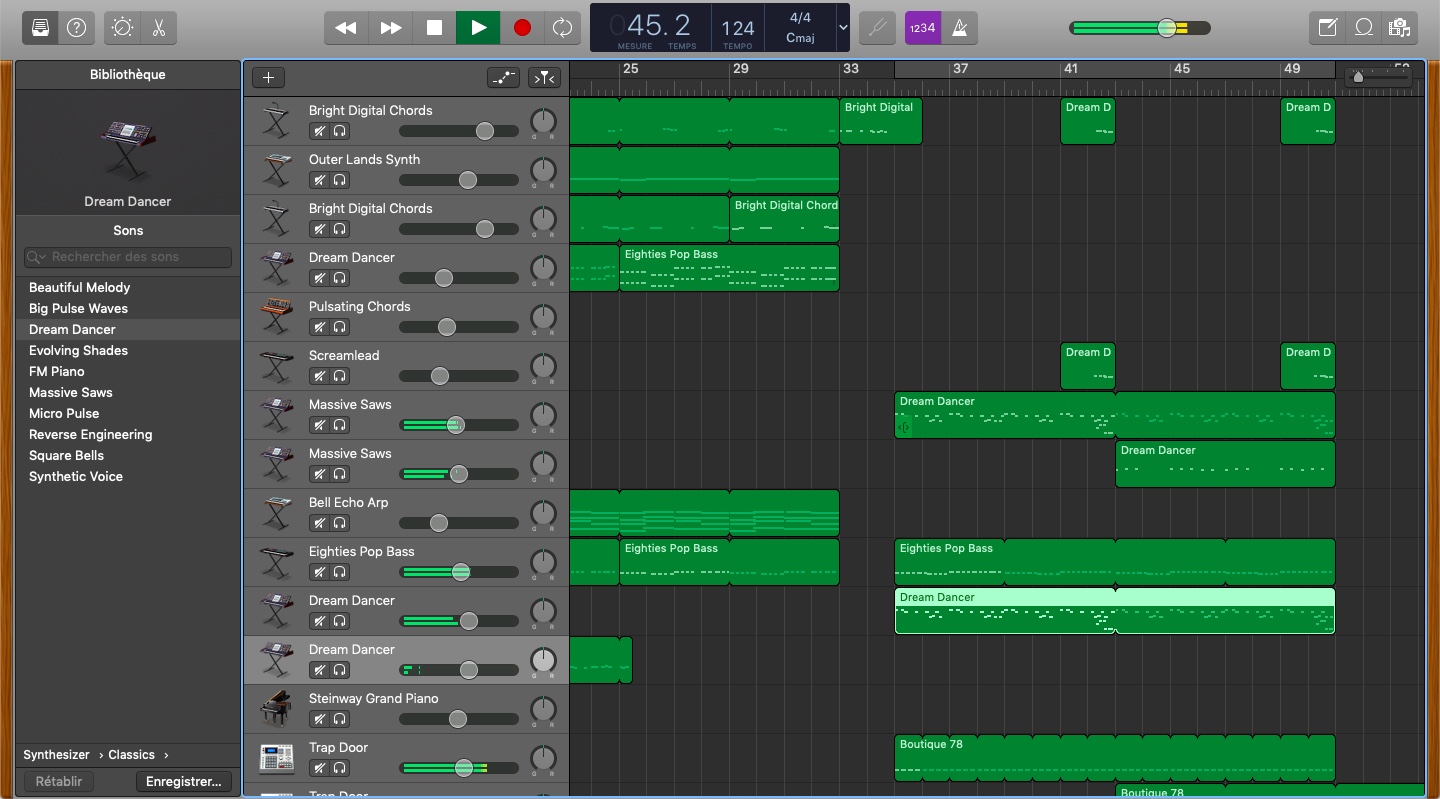 45.2
MESURE TEMPS
124
TEMPO
4/4
Cmaj
1234
Bibliothèque
Dream Dancer
Sons
Rechercher des sons
Beautiful Melody
Big Pulse Waves
Dream Dancer
Evolving Shades
FM Piano
Massive Saws
Micro Pulse
Reverse Engineering
Square Bells
Synthetic Voice
Synthesizer › Classics ›
Rétablir
Enregistrer...
25 29 33 37 41 45 49
Bright Digital Chords
G R
Bright Digital
Dream D
Dream D
Outer Lands Synth
G R
Bright Digital Chords
G R
Bright Digital Chord
Dream Dancer
G R
Eighties Pop Bass
Pulsating Chords
G R
Screamlead
G R
Dream D
Dream D
Massive Saws
G R
Dream Dancer
Massive Saws
G R
Dream Dancer
Bell Echo Arp
G R
Eighties Pop Bass
G R
Eighties Pop Bass
Eighties Pop Bass
Dream Dancer
G R
Dream Dancer
Dream Dancer
G R
Steinway Grand Piano
G R
Trap Door
G R
Boutique 78
Trap Door
Boutique 78